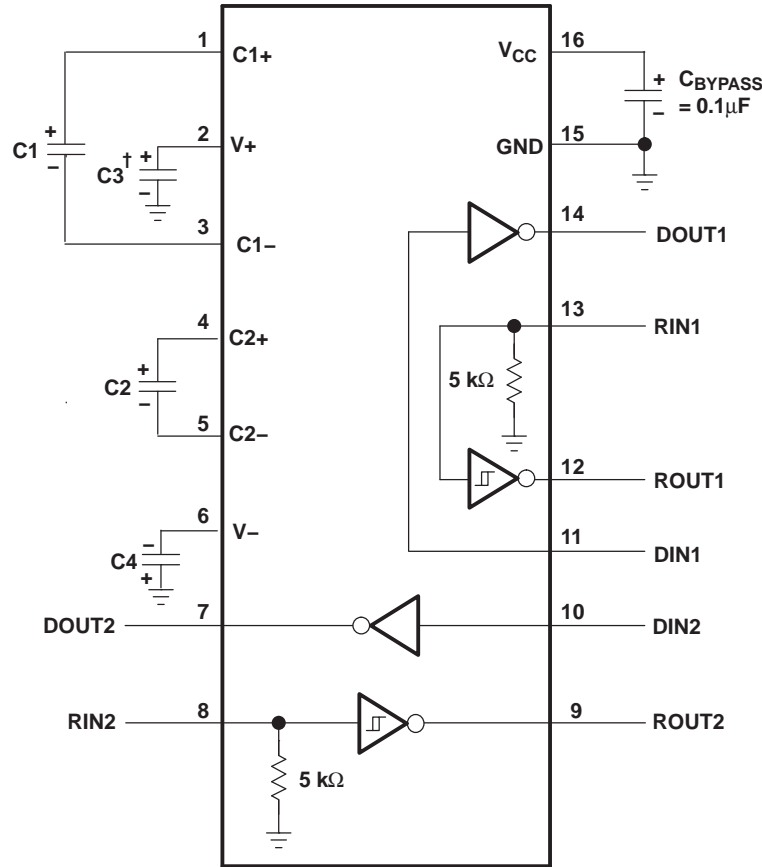 1
C1+
VCC
16
+
CBYPASS
= 0.1μF
−
+
C1
−
2
V+
+
C3†
−
GND
15
3
C1−
14
DOUT1
4
C2+
13
RIN1
+
C2
−
5 kΩ
5
C2−
12
ROUT1
6
V−
−
C4
+
11
DIN1
DOUT2
7
10
DIN2
RIN2
8
9
ROUT2
5 kΩ